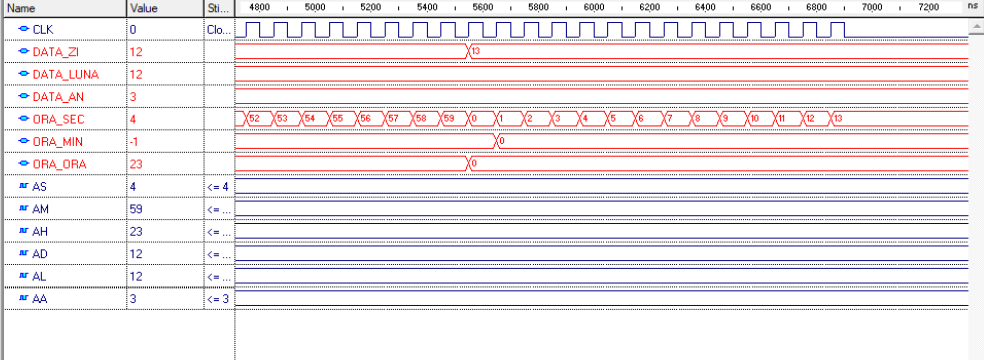 Name Value Sti... 4800 5000 5200 5400 5600 5800 6000 6200 6400 6600 6800 7000 7200 ns
CLK 0 Clo...
DATA_ZI 12 13
DATA_LUNA 12
DATA_AN 3
ORA_SEC 4 52 53 54 55 56 57 58 59 0 1 2 3 4 5 6 7 8 9 10 11 12 13
ORA_MIN -1 0
ORA_ORA 23 0
AS 4 <= 4
AM 59 <= ...
AH 23 <= ...
AD 12 <= ...
AL 12 <= ...
AA 3 <= 3